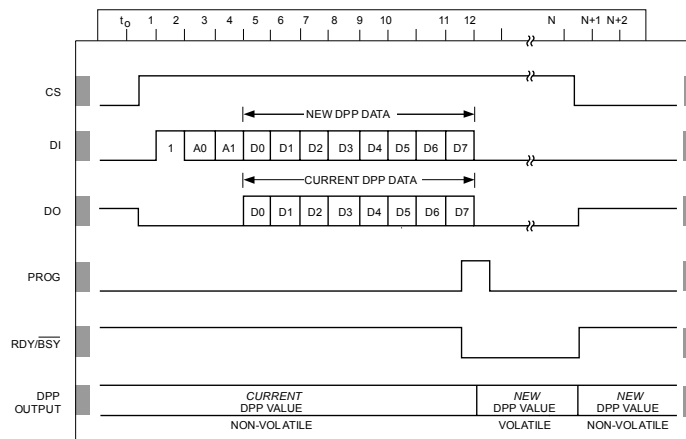 to 1 2 3 4 5 6 7 8 9 10 11 12 N N+1 N+2
CS
NEW DPP DATA
DI 1 A0 A1 D0 D1 D2 D3 D4 D5 D6 D7
CURRENT DPP DATA
DO D0 D1 D2 D3 D4 D5 D6 D7
PROG
RDY/BSY
DPP OUTPUT
CURRENT DPP VALUE
NON-VOLATILE
NEW DPP VALUE
VOLATILE
NEW DPP VALUE
NON-VOLATILE